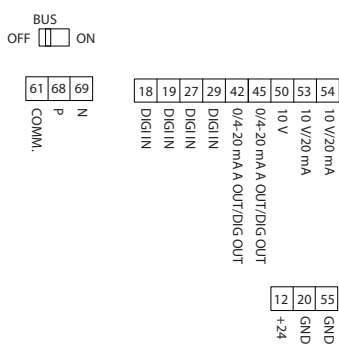 BUS
OFF ON
61 68 69
COMM.
P
N
18 19 27 29 42 45 50 53 54
DIGI IN
DIGI IN
DIGI IN
DIGI IN
0/4-20 mA A OUT/DIG OUT
0/4-20 mA A OUT/DIG OUT
10 V
10 V/20 mA
10 V/20 mA
12 20 55
+24
GND
GND